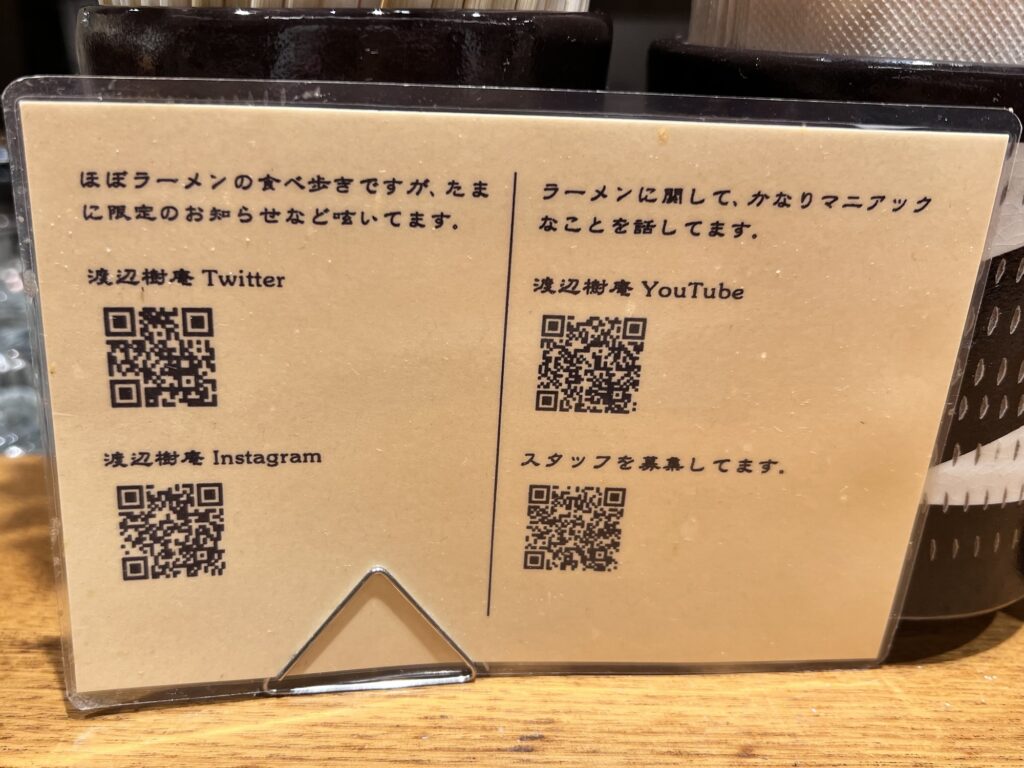 ほぼラーメンの食べ歩きですが、たま
に限定のお知らせなど呟いてます。
渡辺樹庵 Twitter
渡辺樹庵 Instagram
ラーメンに関して、かなりマニアック
なことを話してます。
渡辺樹庵 YouTube
スタッフを募集してます。